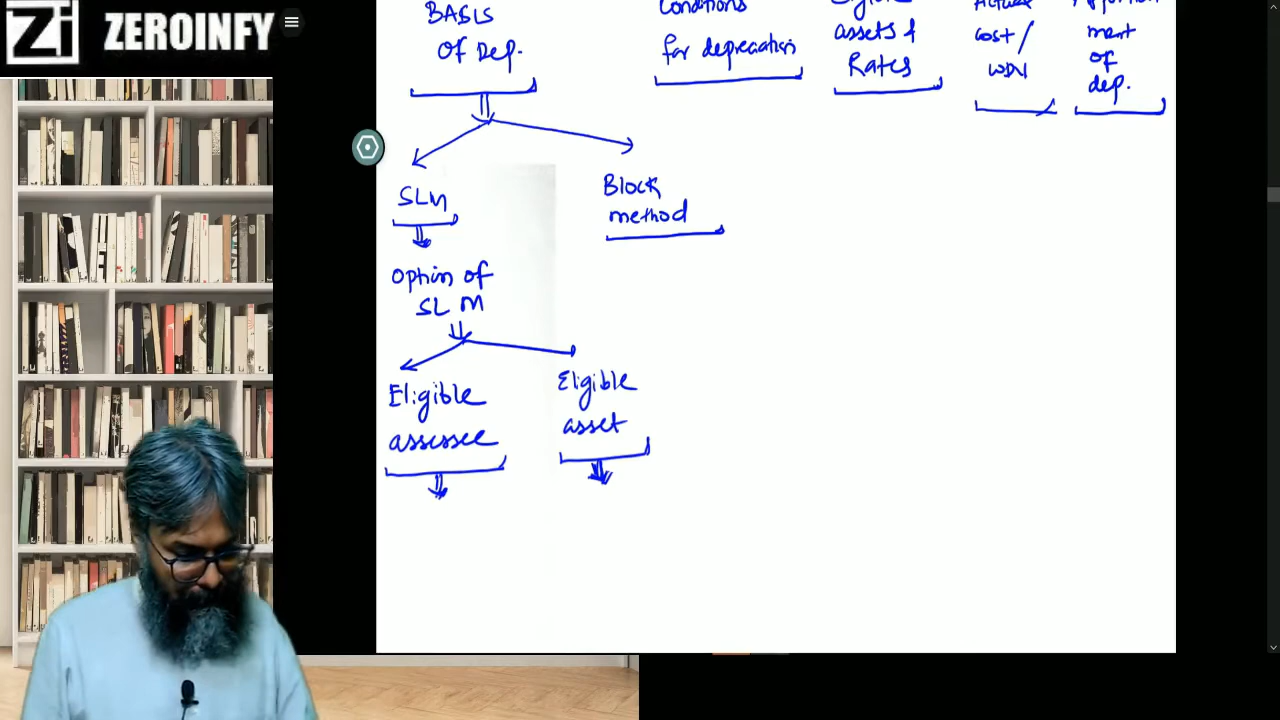 Zi ZEROINFY
BASIS
Of Dep.
Conditions
for depreciation
assets &
Rates
cost /
WDV
ment
of
dep.
SLM
Block
method
Option of
SLM
Eligible
assessee
Eligible
asset